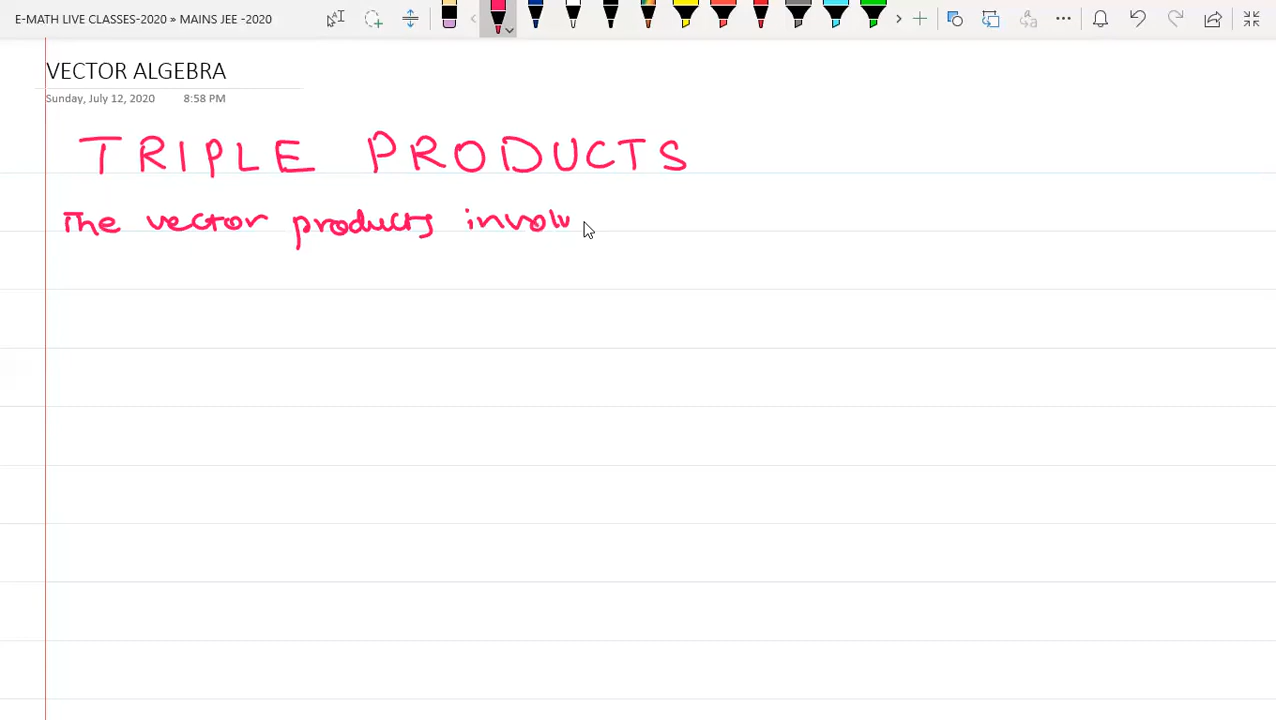 E-MATH LIVE CLASSES-2020 » MAINS JEE -2020
VECTOR ALGEBRA
Sunday, July 12, 2020 8:58 PM
TRIPLE PRODUCTS
The vector products involv